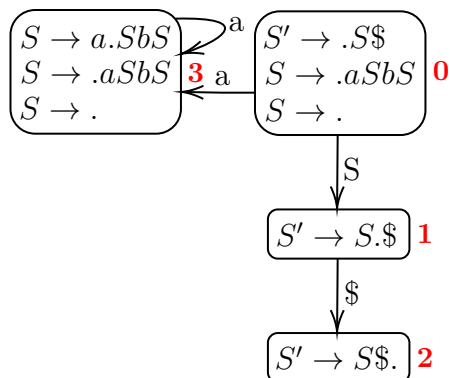 S → a.SbS
S → .aSbS
S → .
3
a
a
S′ → .S$
S → .aSbS
S → .
0
S
S′ → S.$
1
$
S′ → S$.
2